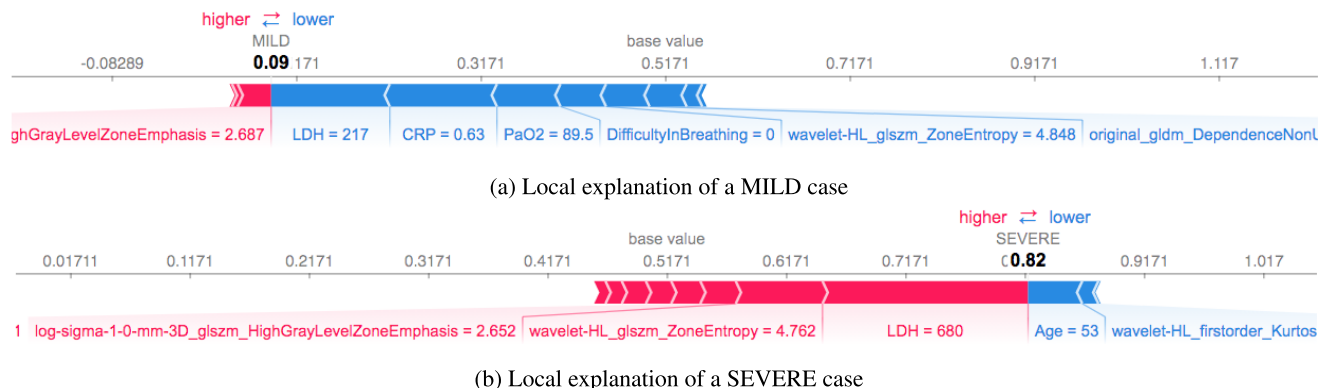 higher ⇄ lower
MILD base value
-0.08289 0.09 171 0.3171 0.5171 0.7171 0.9171 1.117
ghGrayLevelZoneEmphasis = 2.687 LDH = 217 CRP = 0.63 PaO2 = 89.5 DifficultyInBreathing = 0 wavelet-HL_glszm_ZoneEntropy = 4.848 original_gldm_DependenceNonU
(a) Local explanation of a MILD case
higher ⇄ lower
base value SEVERE
0.01711 0.1171 0.2171 0.3171 0.4171 0.5171 0.6171 0.7171 0.82 0.9171 1.017
1 log-sigma-1-0-mm-3D_glszm_HighGrayLevelZoneEmphasis = 2.652 wavelet-HL_glszm_ZoneEntropy = 4.762 LDH = 680 Age = 53 wavelet-HL_firstorder_Kurtos
(b) Local explanation of a SEVERE case